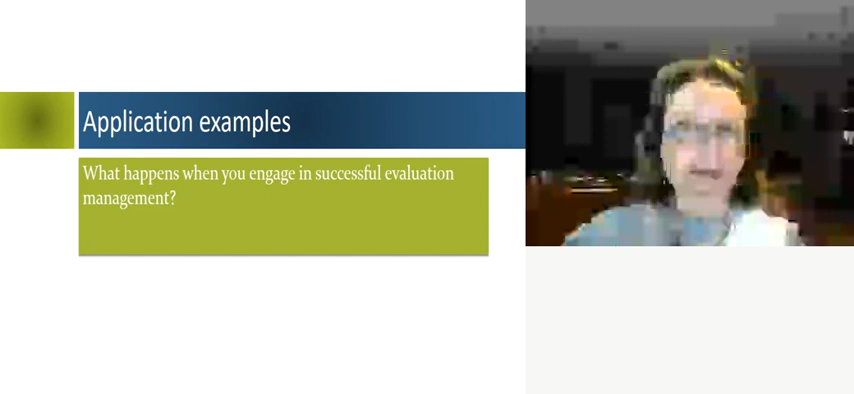 Application examples
What happens when you engage in successful evaluation
management?